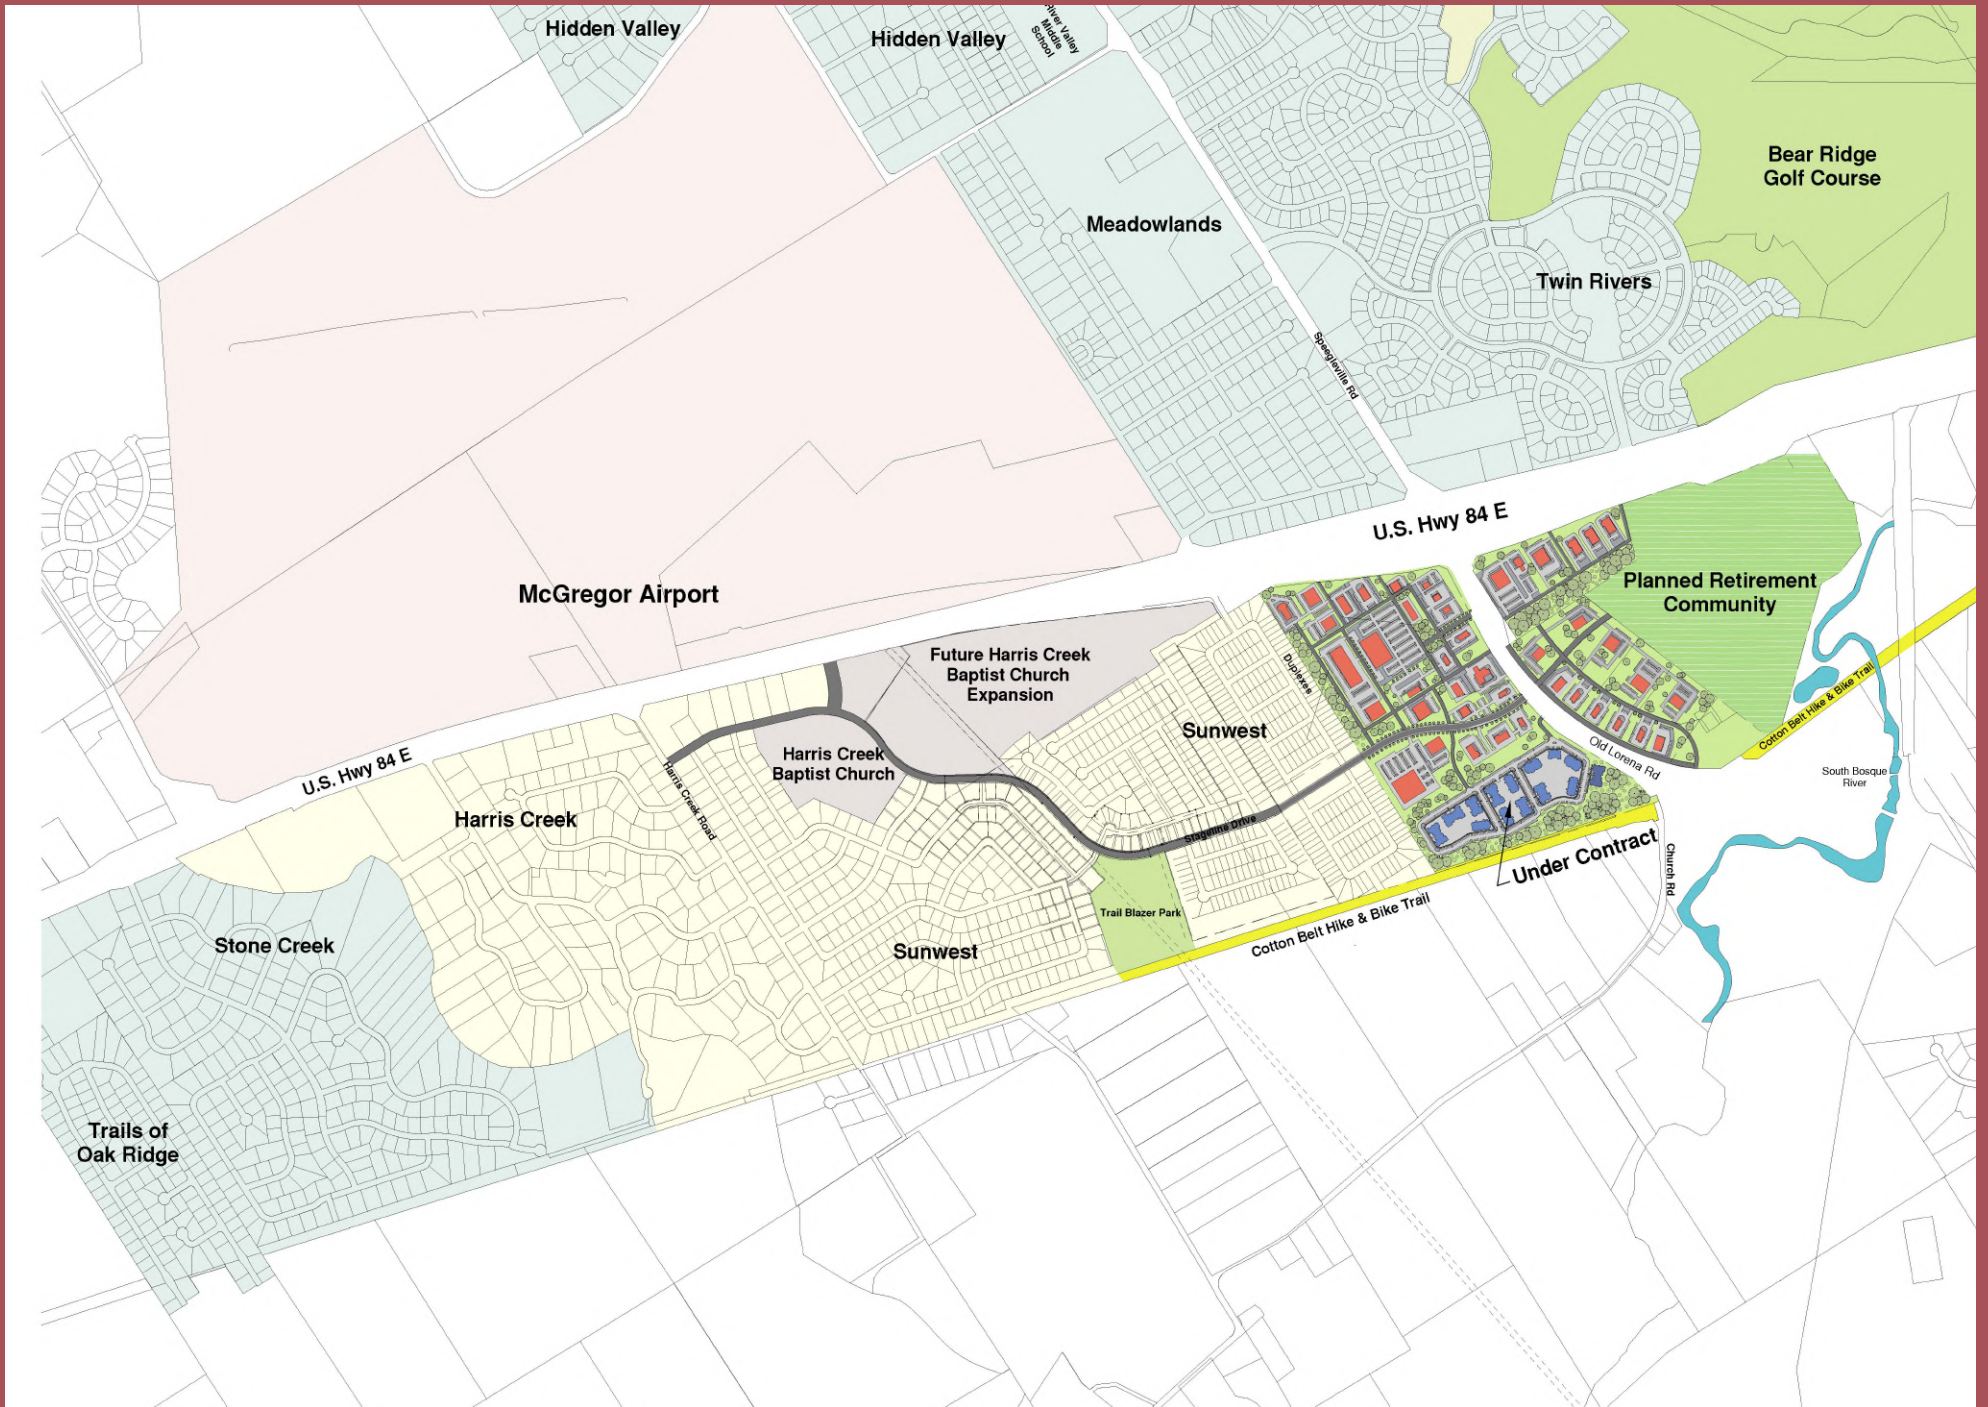 Hidden Valley
Hidden Valley
River Valley
Middle
School
Bear Ridge
Golf Course
Meadowlands
Twin Rivers
Speegleville Rd
U.S. Hwy 84 E
McGregor Airport
Planned Retirement
Community
Future Harris Creek
Baptist Church
Expansion
Duplexes
Sunwest
Cotton Belt Hike & Bike Trail
Harris Creek
Baptist Church
Old Lorena Rd
U.S. Hwy 84 E
Harris Creek Road
South Bosque
River
Harris Creek
Stageline Drive
Under Contract
Church Rd
Trail Blazer Park
Cotton Belt Hike & Bike Trail
Stone Creek
Sunwest
Trails of
Oak Ridge